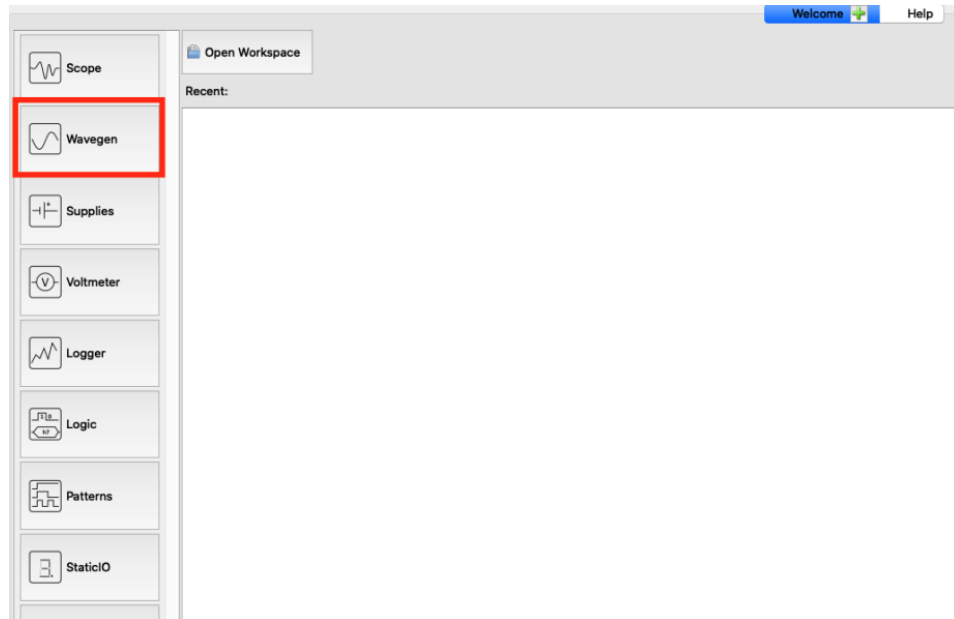 Welcome
Help
Scope
Open Workspace
Recent:
Wavegen
Supplies
Voltmeter
Logger
Logic
Patterns
StaticIO